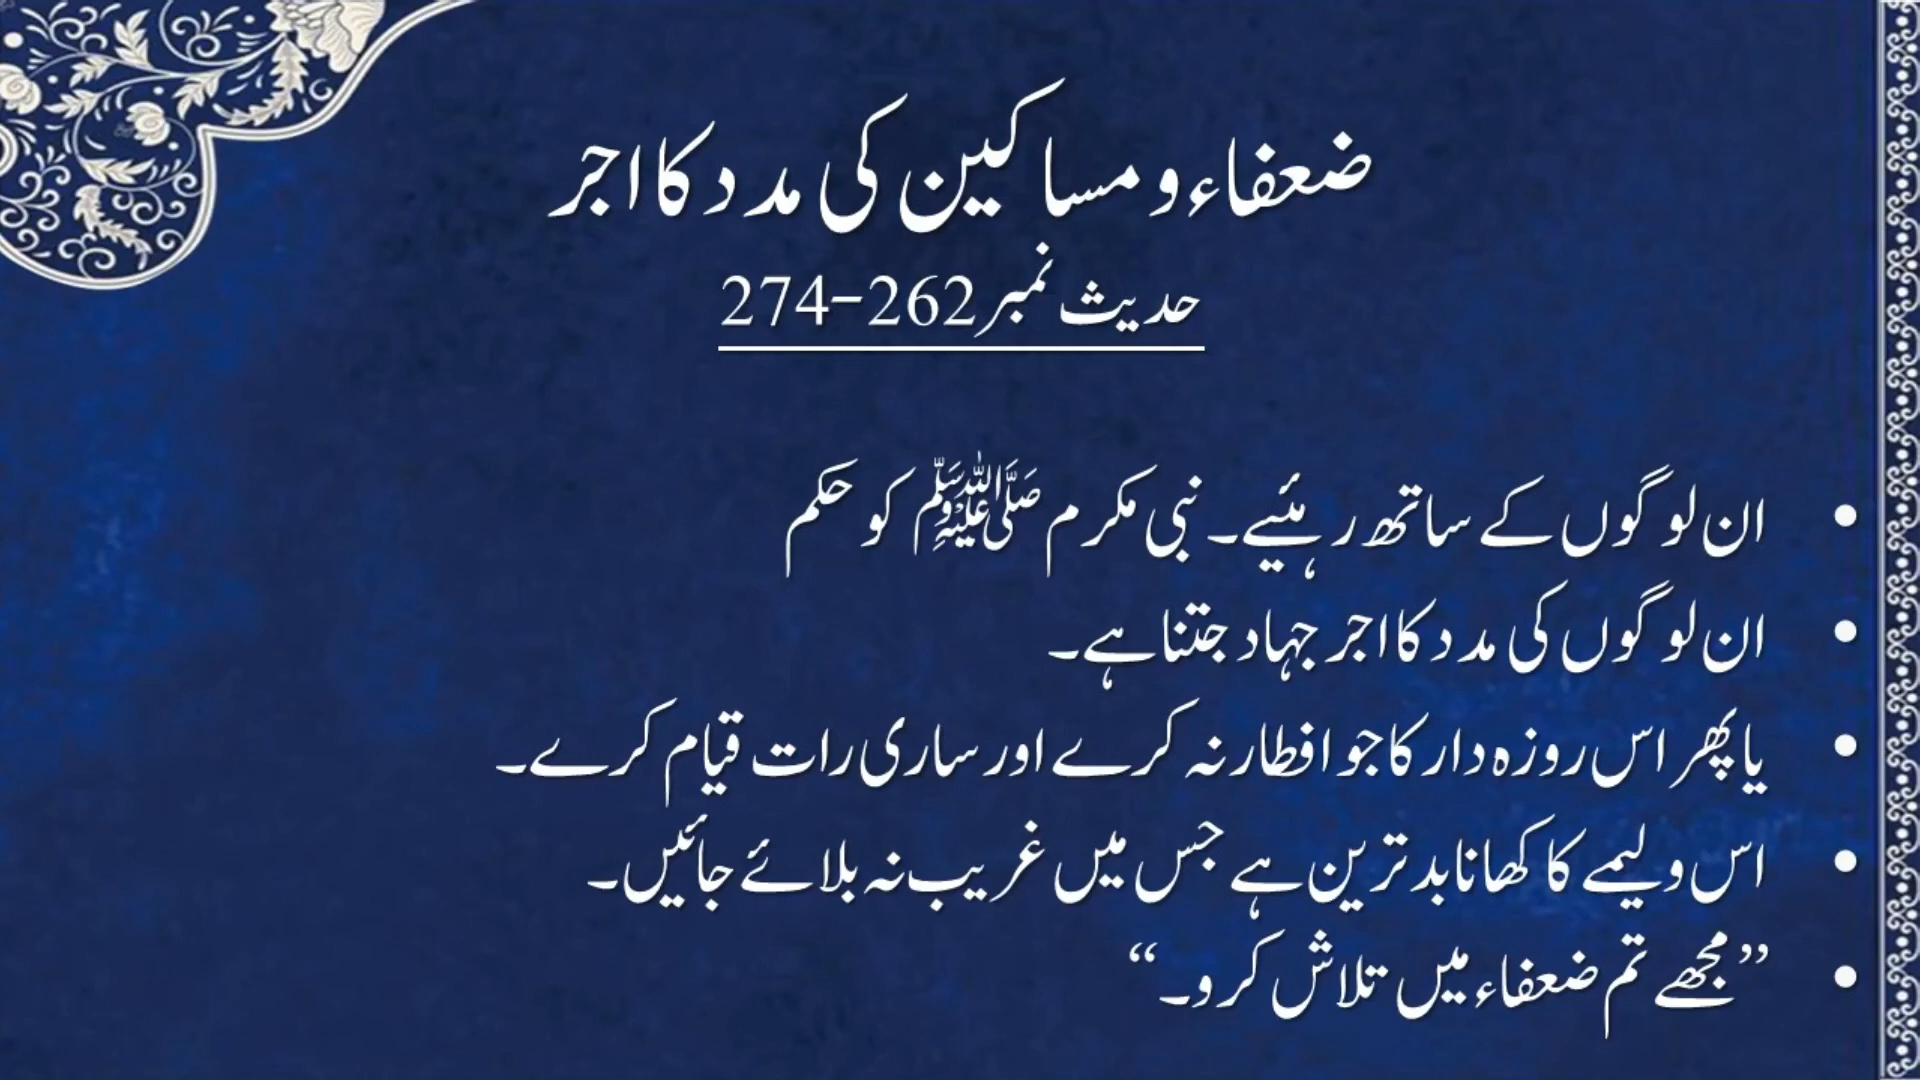 ضعفاء و مساکین کی مدد کا اجر
حدیث نمبر 262-274
• ان لوگوں کے ساتھ رہئیے۔ نبی مکرم ﷺ کو حکم
• ان لوگوں کی مدد کا اجر جہاد جتنا ہے۔
• یا پھر اس روزہ دار کا جو افطار نہ کرے اور ساری رات قیام کرے۔
• اس ولیمے کا کھانا بدترین ہے جس میں غریب نہ بلائے جائیں۔
• ”مجھے تم ضعفاء میں تلاش کرو۔“